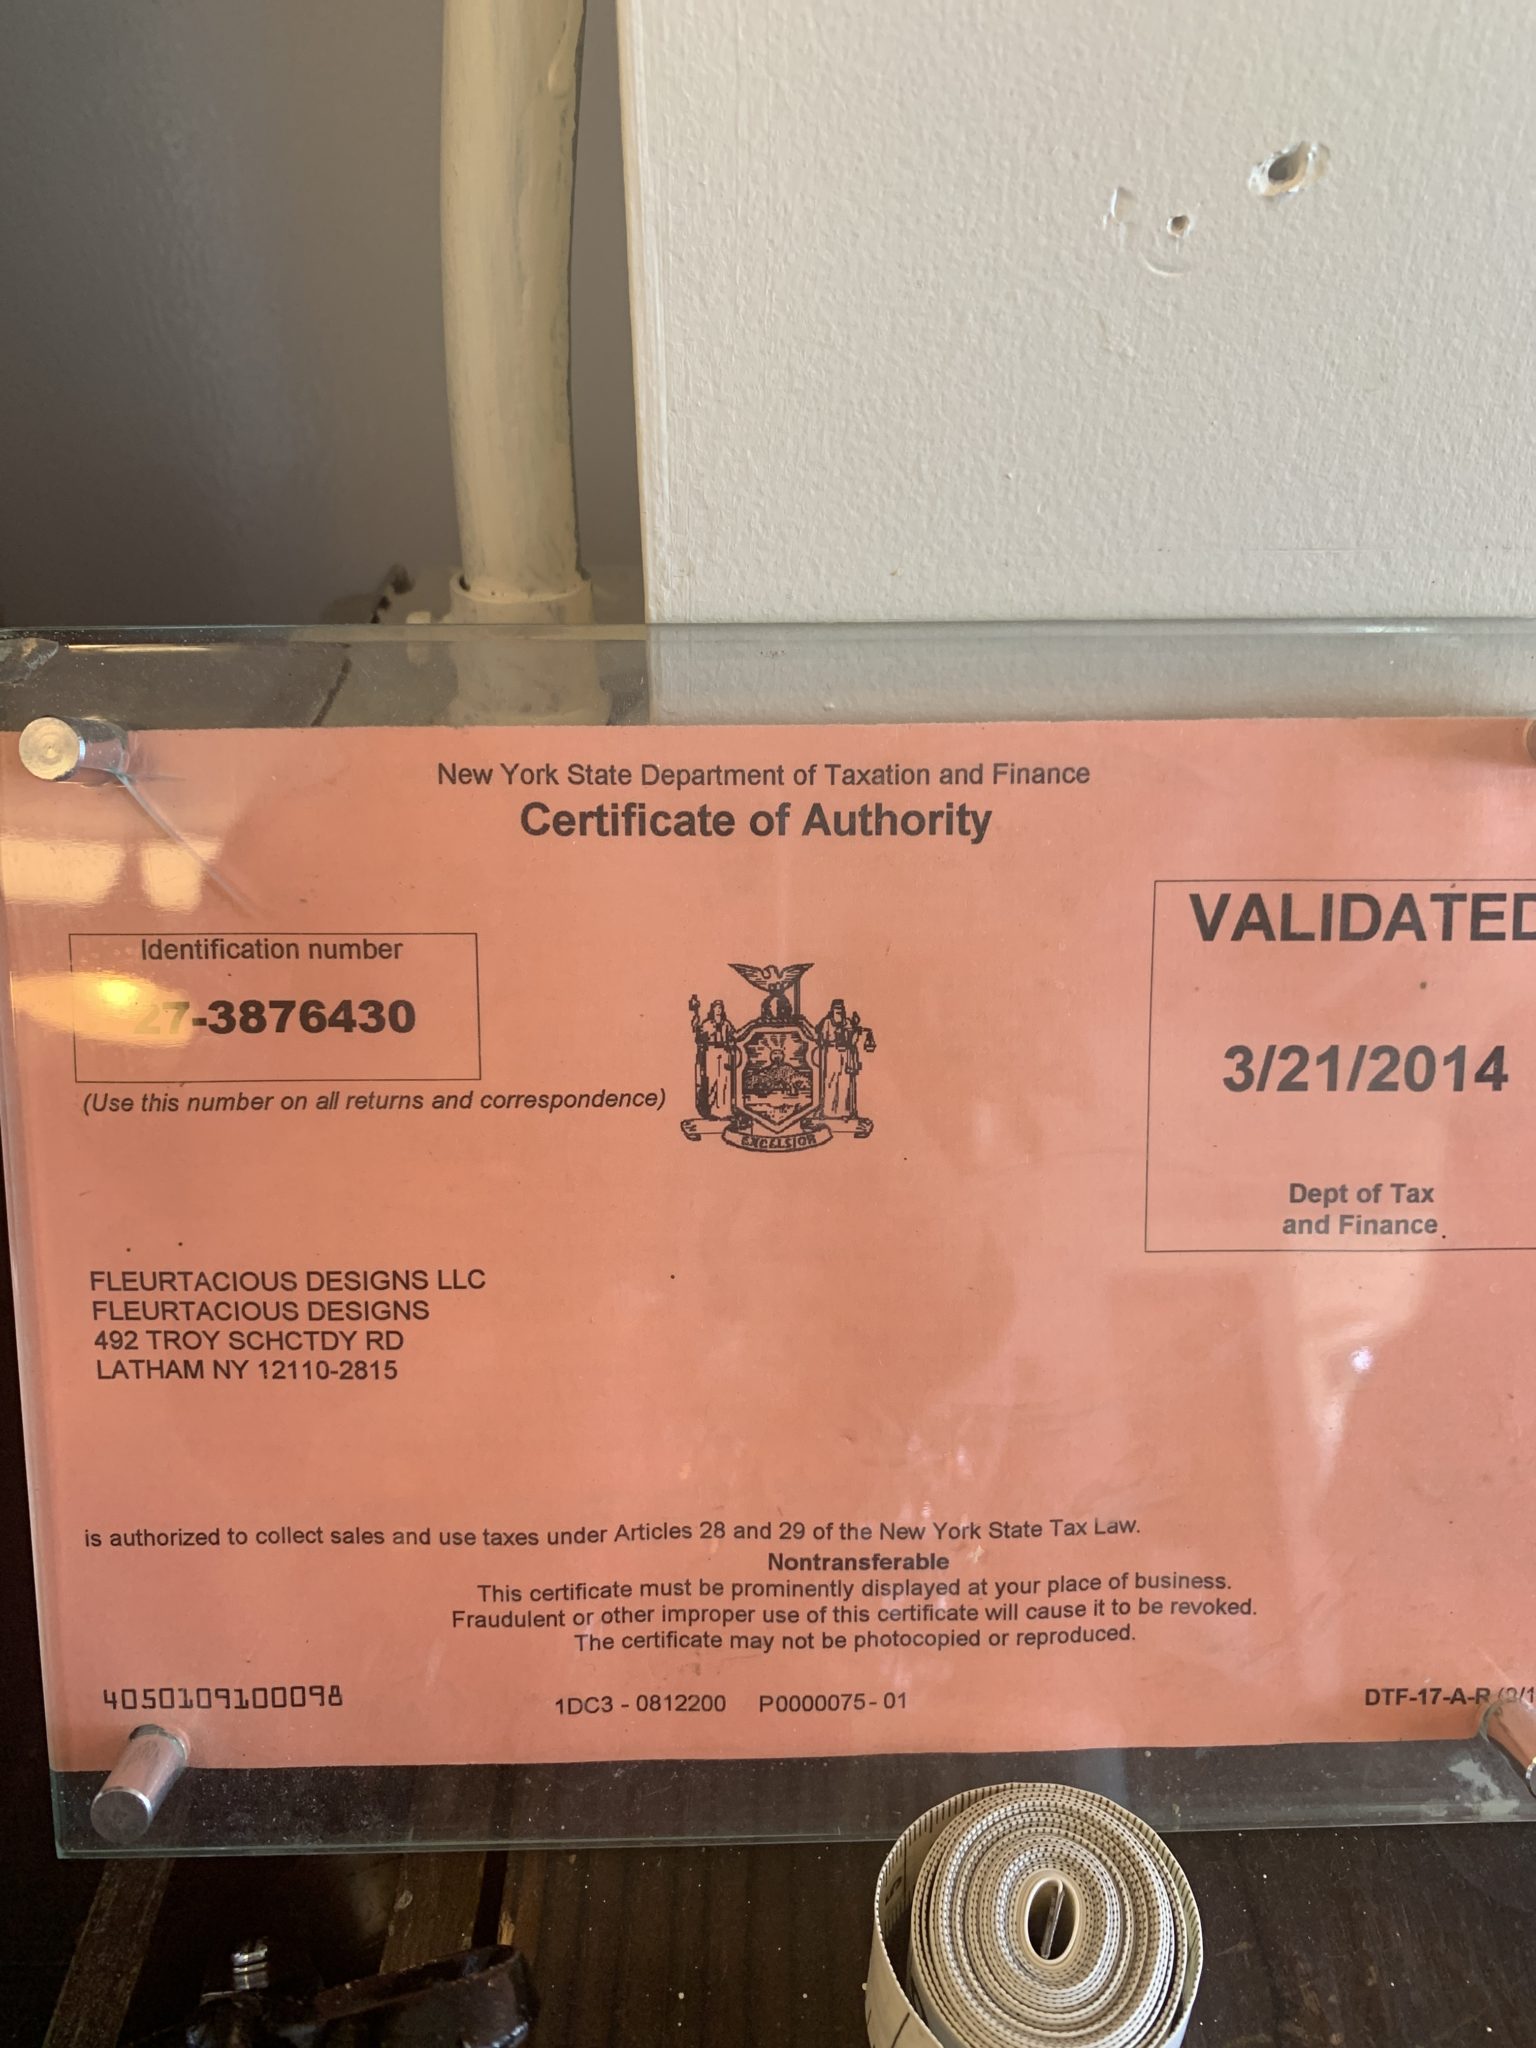 New York State Department of Taxation and Finance
Certificate of Authority
Identification number
27-3876430
(Use this number on all returns and correspondence)
EXCELSIOR
VALIDATED
3/21/2014
Dept of Tax
and Finance
FLEURTACIOUS DESIGNS LLC
FLEURTACIOUS DESIGNS
492 TROY SCHCTDY RD
LATHAM NY 12110-2815
is authorized to collect sales and use taxes under Articles 28 and 29 of the New York State Tax Law.
Nontransferable
This certificate must be prominently displayed at your place of business.
Fraudulent or other improper use of this certificate will cause it to be revoked.
The certificate may not be photocopied or reproduced.
4050109100098
1DC3 - 0812200 P0000075- 01
DTF-17-A-R